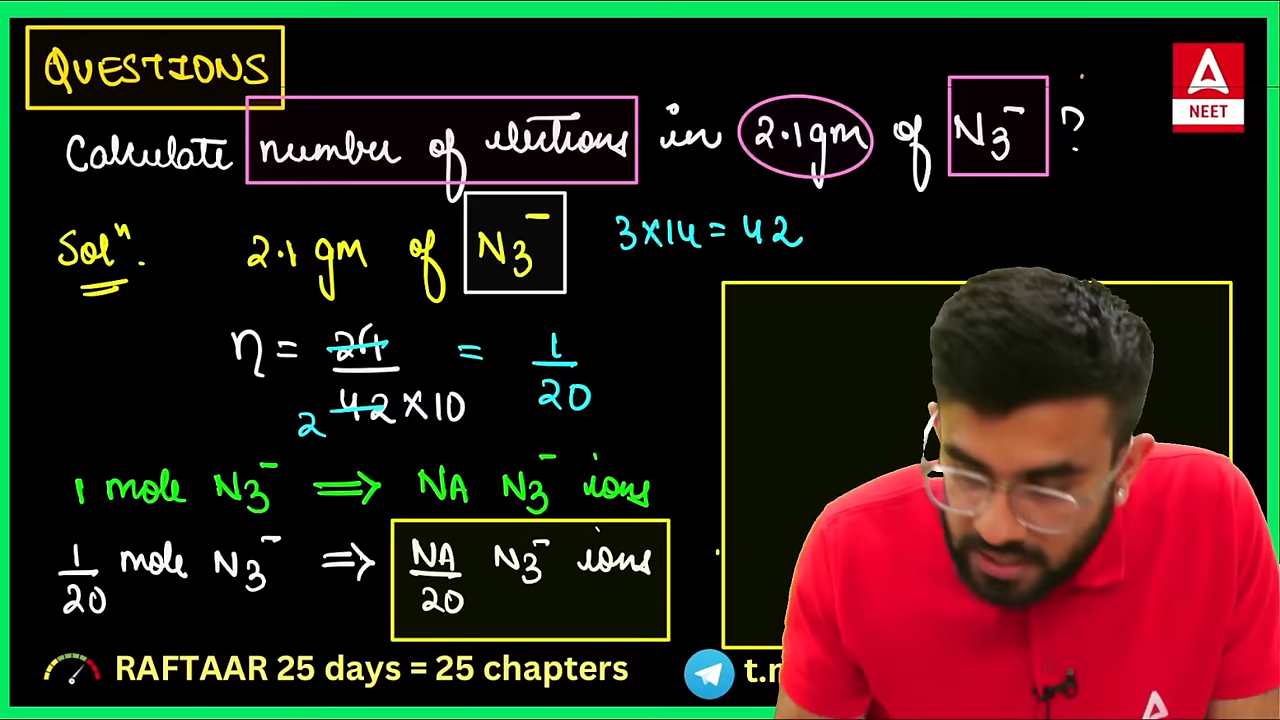 QUESTIONS
NEET
Calculate number of electrons in 2.1gm of N3⁻ ?
Solⁿ. 2.1 gm of N3⁻ 3×14 = 42
η = 21 / 42 × 10 = 1/20
2
1 mole N3⁻ ⟹ NA N3⁻ ions
1/20 mole N3⁻ ⟹ NA/20 N3⁻ ions
RAFTAAR 25 days = 25 chapters